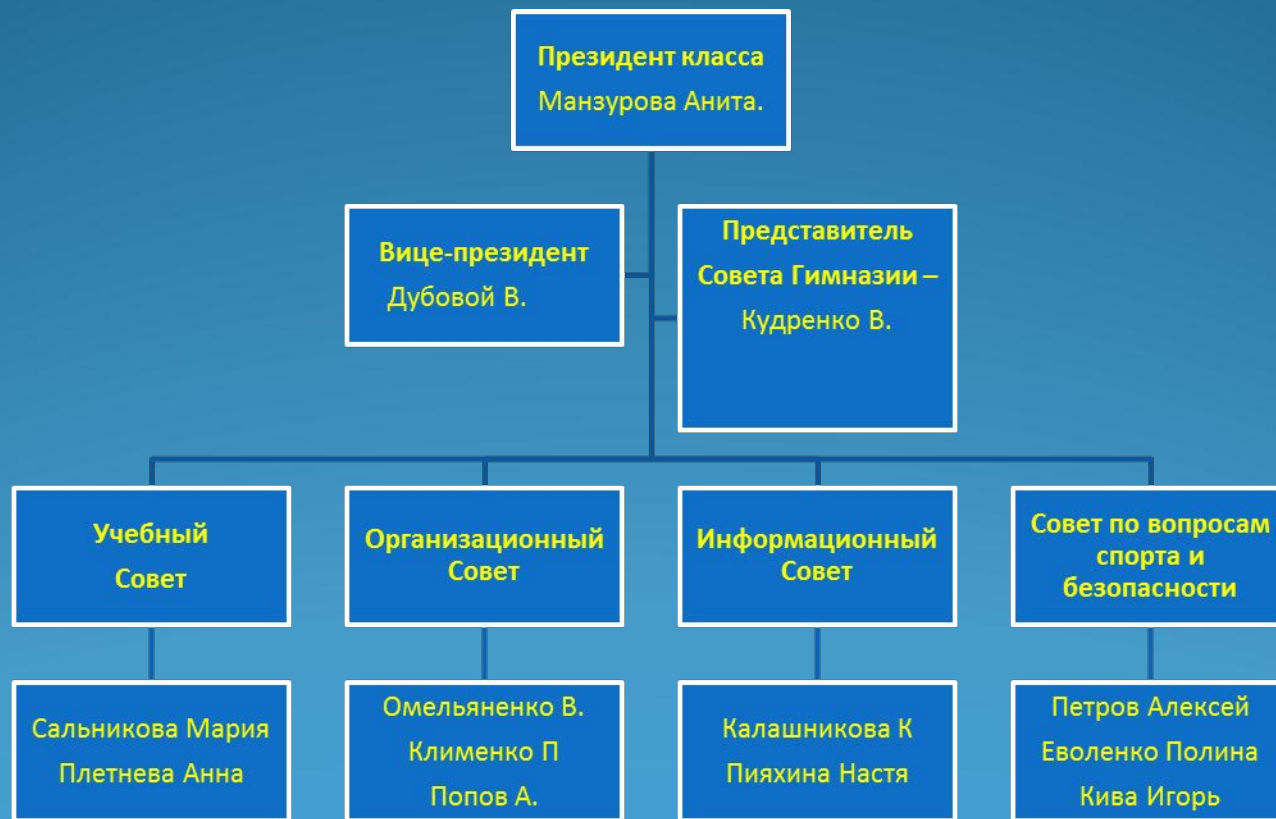 Президент класса
Манзурова Анита.
Вице-президент
Дубовой В.
Представитель
Совета Гимназии –
Кудренко В.
Учебный
Совет
Организационный
Совет
Информационный
Совет
Совет по вопросам
спорта и
безопасности
Сальникова Мария
Плетнева Анна
Омельяненко В.
Клименко П
Попов А.
Калашникова К
Пияхина Настя
Петров Алексей
Еволенко Полина
Кива Игорь